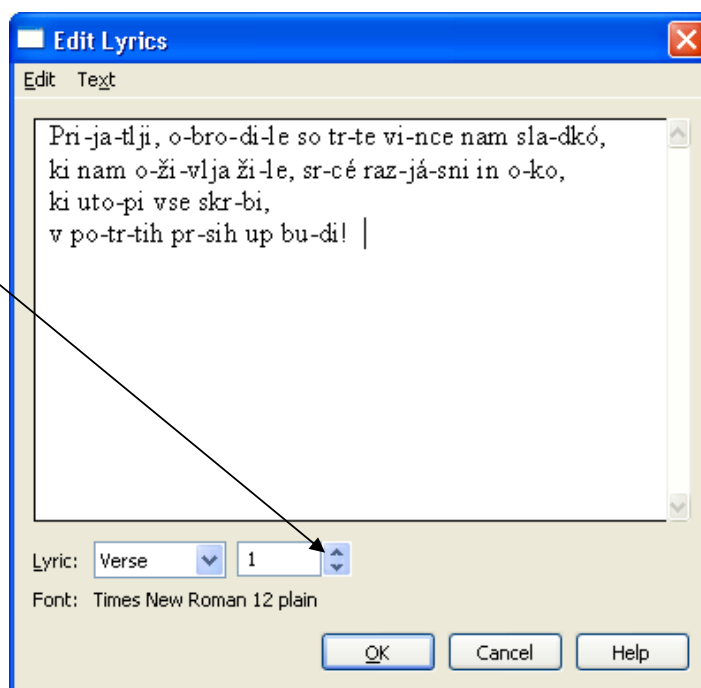 Edit Lyrics
Edit Text
Pri-ja-tlji, o-bro-di-le so tr-te vi-nce nam sla-dkó,
ki nam o-ži-vlja ži-le, sr-cé raz-já-sni in o-ko,
ki uto-pi vse skr-bi,
v po-tr-tih pr-sih up bu-di!
Lyric: Verse 1
Font: Times New Roman 12 plain
OK Cancel Help